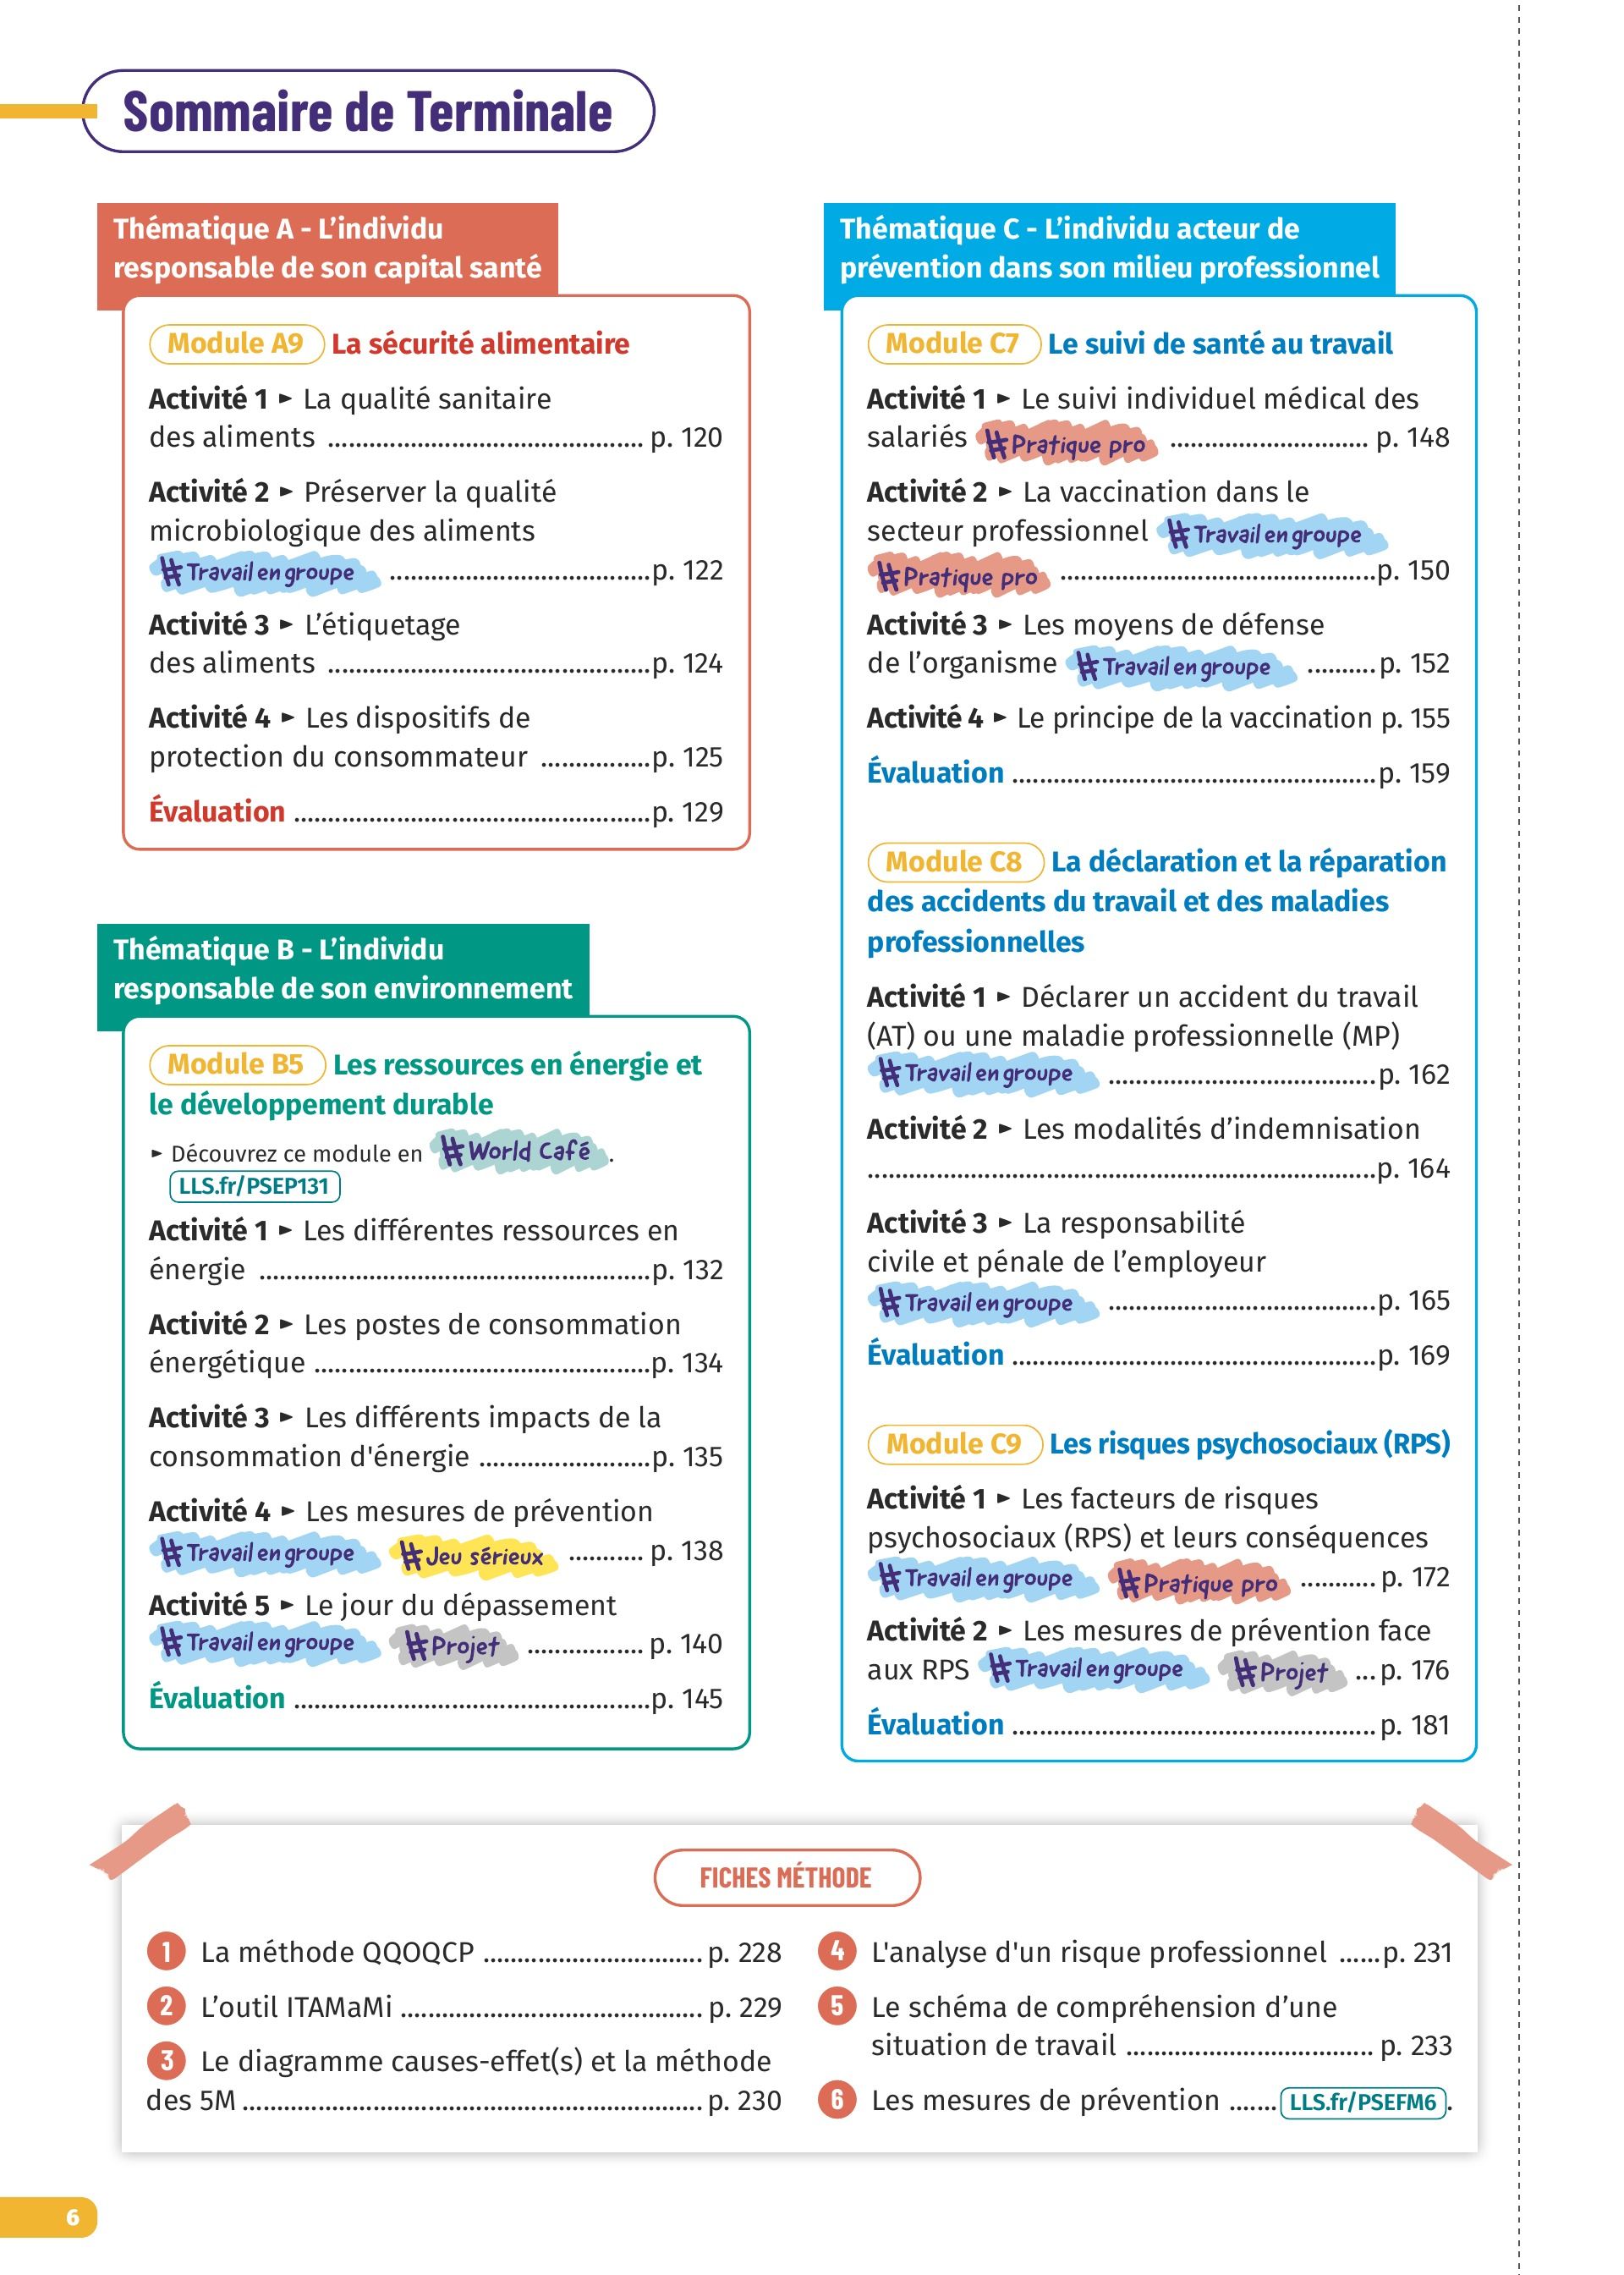 Sommaire de Terminale
Thématique A - L’individu
responsable de son capital santé
Module A9 La sécurité alimentaire
Activité 1 ► La qualité sanitaire
des aliments .............................................. p. 120
Activité 2 ► Préserver la qualité
microbiologique des aliments
#Travail en groupe ......................................p. 122
Activité 3 ► L’étiquetage
des aliments ...............................................p. 124
Activité 4 ► Les dispositifs de
protection du consommateur ................p. 125
Évaluation ....................................................p. 129
Thématique B - L’individu
responsable de son environnement
Module B5 Les ressources en énergie et
le développement durable
► Découvrez ce module en #World Café.
LLS.fr/PSEP131
Activité 1 ► Les différentes ressources en
énergie .........................................................p. 132
Activité 2 ► Les postes de consommation
énergétique .................................................p. 134
Activité 3 ► Les différents impacts de la
consommation d'énergie .........................p. 135
Activité 4 ► Les mesures de prévention
#Travail en groupe #Jeu sérieux ........... p. 138
Activité 5 ► Le jour du dépassement
#Travail en groupe #Projet ................. p. 140
Évaluation ....................................................p. 145
Thématique C - L’individu acteur de
prévention dans son milieu professionnel
Module C7 Le suivi de santé au travail
Activité 1 ► Le suivi individuel médical des
salariés #Pratique pro ............................. p. 148
Activité 2 ► La vaccination dans le
secteur professionnel #Travail en groupe
#Pratique pro ..............................................p. 150
Activité 3 ► Les moyens de défense
de l’organisme #Travail en groupe ..........p. 152
Activité 4 ► Le principe de la vaccination p. 155
Évaluation .....................................................p. 159
Module C8 La déclaration et la réparation
des accidents du travail et des maladies
professionnelles
Activité 1 ► Déclarer un accident du travail
(AT) ou une maladie professionnelle (MP)
#Travail en groupe .......................................p. 162
Activité 2 ► Les modalités d’indemnisation
..........................................................................p. 164
Activité 3 ► La responsabilité
civile et pénale de l’employeur
#Travail en groupe .......................................p. 165
Évaluation .....................................................p. 169
Module C9 Les risques psychosociaux (RPS)
Activité 1 ► Les facteurs de risques
psychosociaux (RPS) et leurs conséquences
#Travail en groupe #Pratique pro ........... p. 172
Activité 2 ► Les mesures de prévention face
aux RPS #Travail en groupe #Projet ...p. 176
Évaluation ..................................................... p. 181
FICHES MÉTHODE
1 La méthode QQOQCP ................................ p. 228
2 L’outil ITAMaMi ............................................ p. 229
3 Le diagramme causes-effet(s) et la méthode
des 5M ................................................................... p. 230
4 L'analyse d'un risque professionnel ......p. 231
5 Le schéma de compréhension d’une
situation de travail .................................... p. 233
6 Les mesures de prévention ....... LLS.fr/PSEFM6.
6